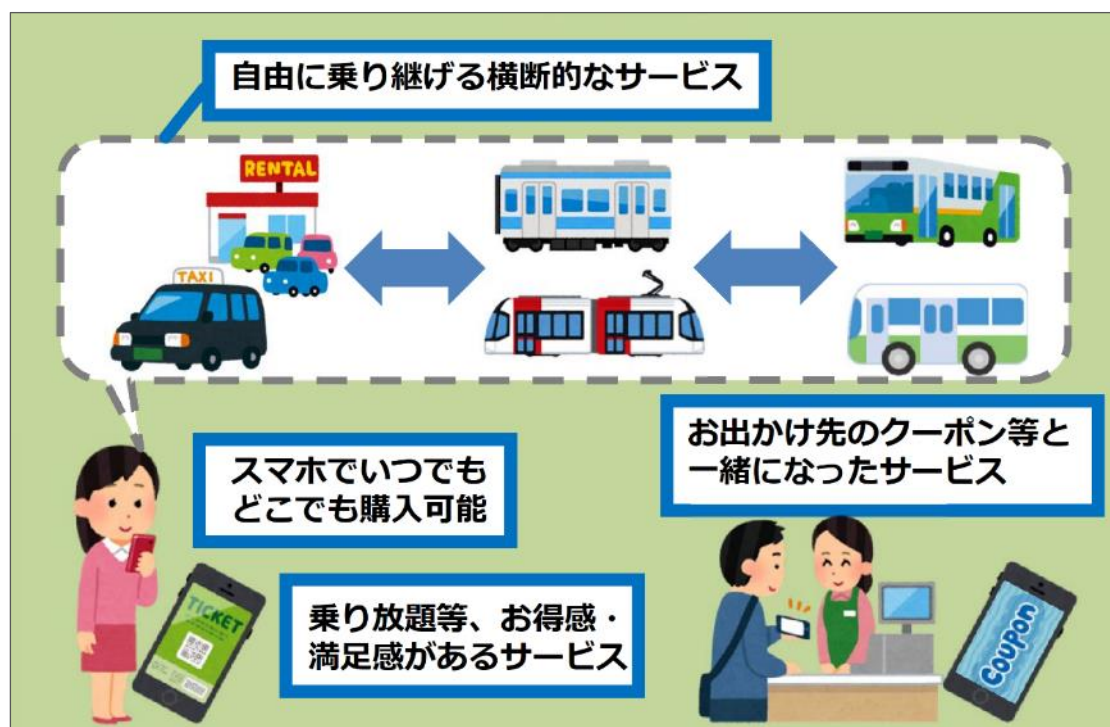 自由に乗り継げる横断的なサービス
RENTAL
TAXI
お出かけ先のクーポン等と
一緒になったサービス
スマホでいつでも
どこでも購入可能
TICKET
乗り放題等、お得感・
満足感があるサービス
Coupon